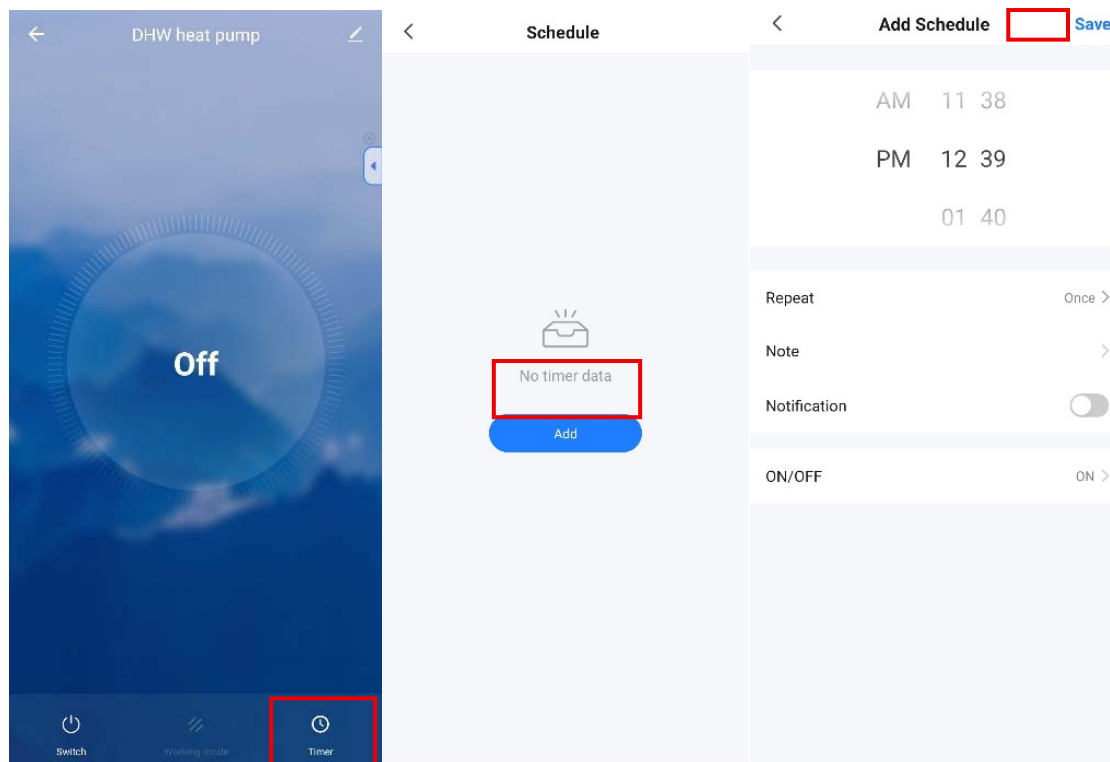 DHW heat pump
Off
Switch
Working mode
Timer
Schedule
No timer data
Add
Add Schedule
Save
AM 11 38
PM 12 39
01 40
Repeat Once
Note
Notification
ON/OFF ON